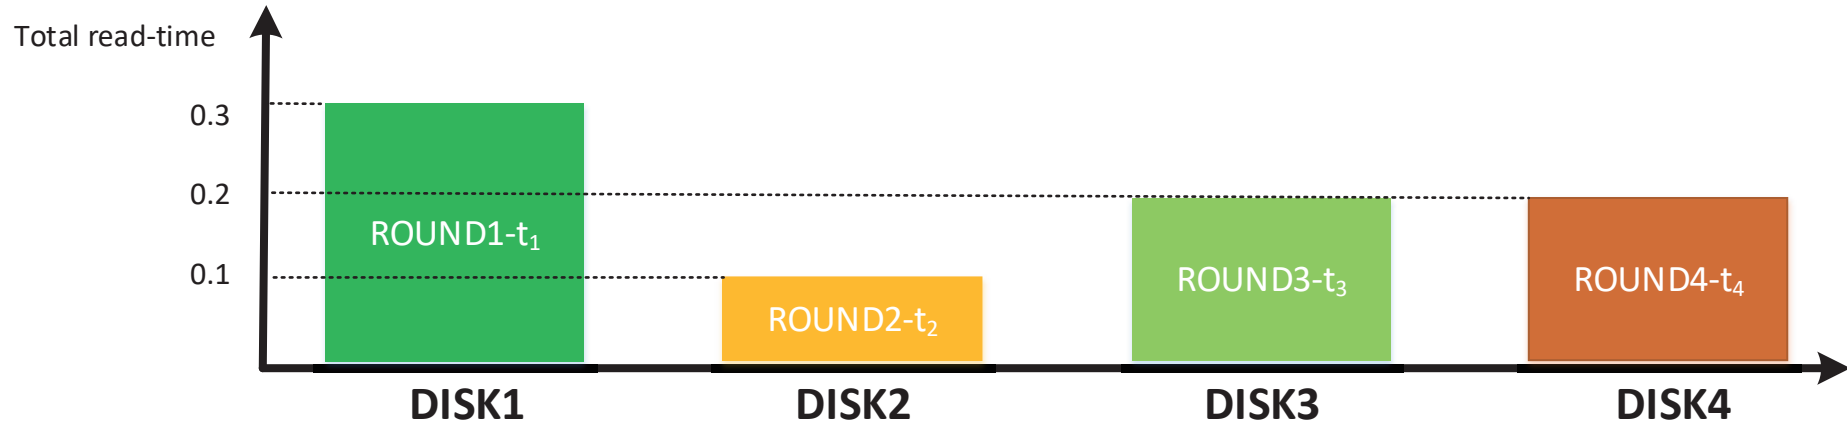 Total read-time
0.3
0.2
0.1
ROUND1-t₁
ROUND2-t₂
ROUND3-t₃
ROUND4-t₄
DISK1
DISK2
DISK3
DISK4